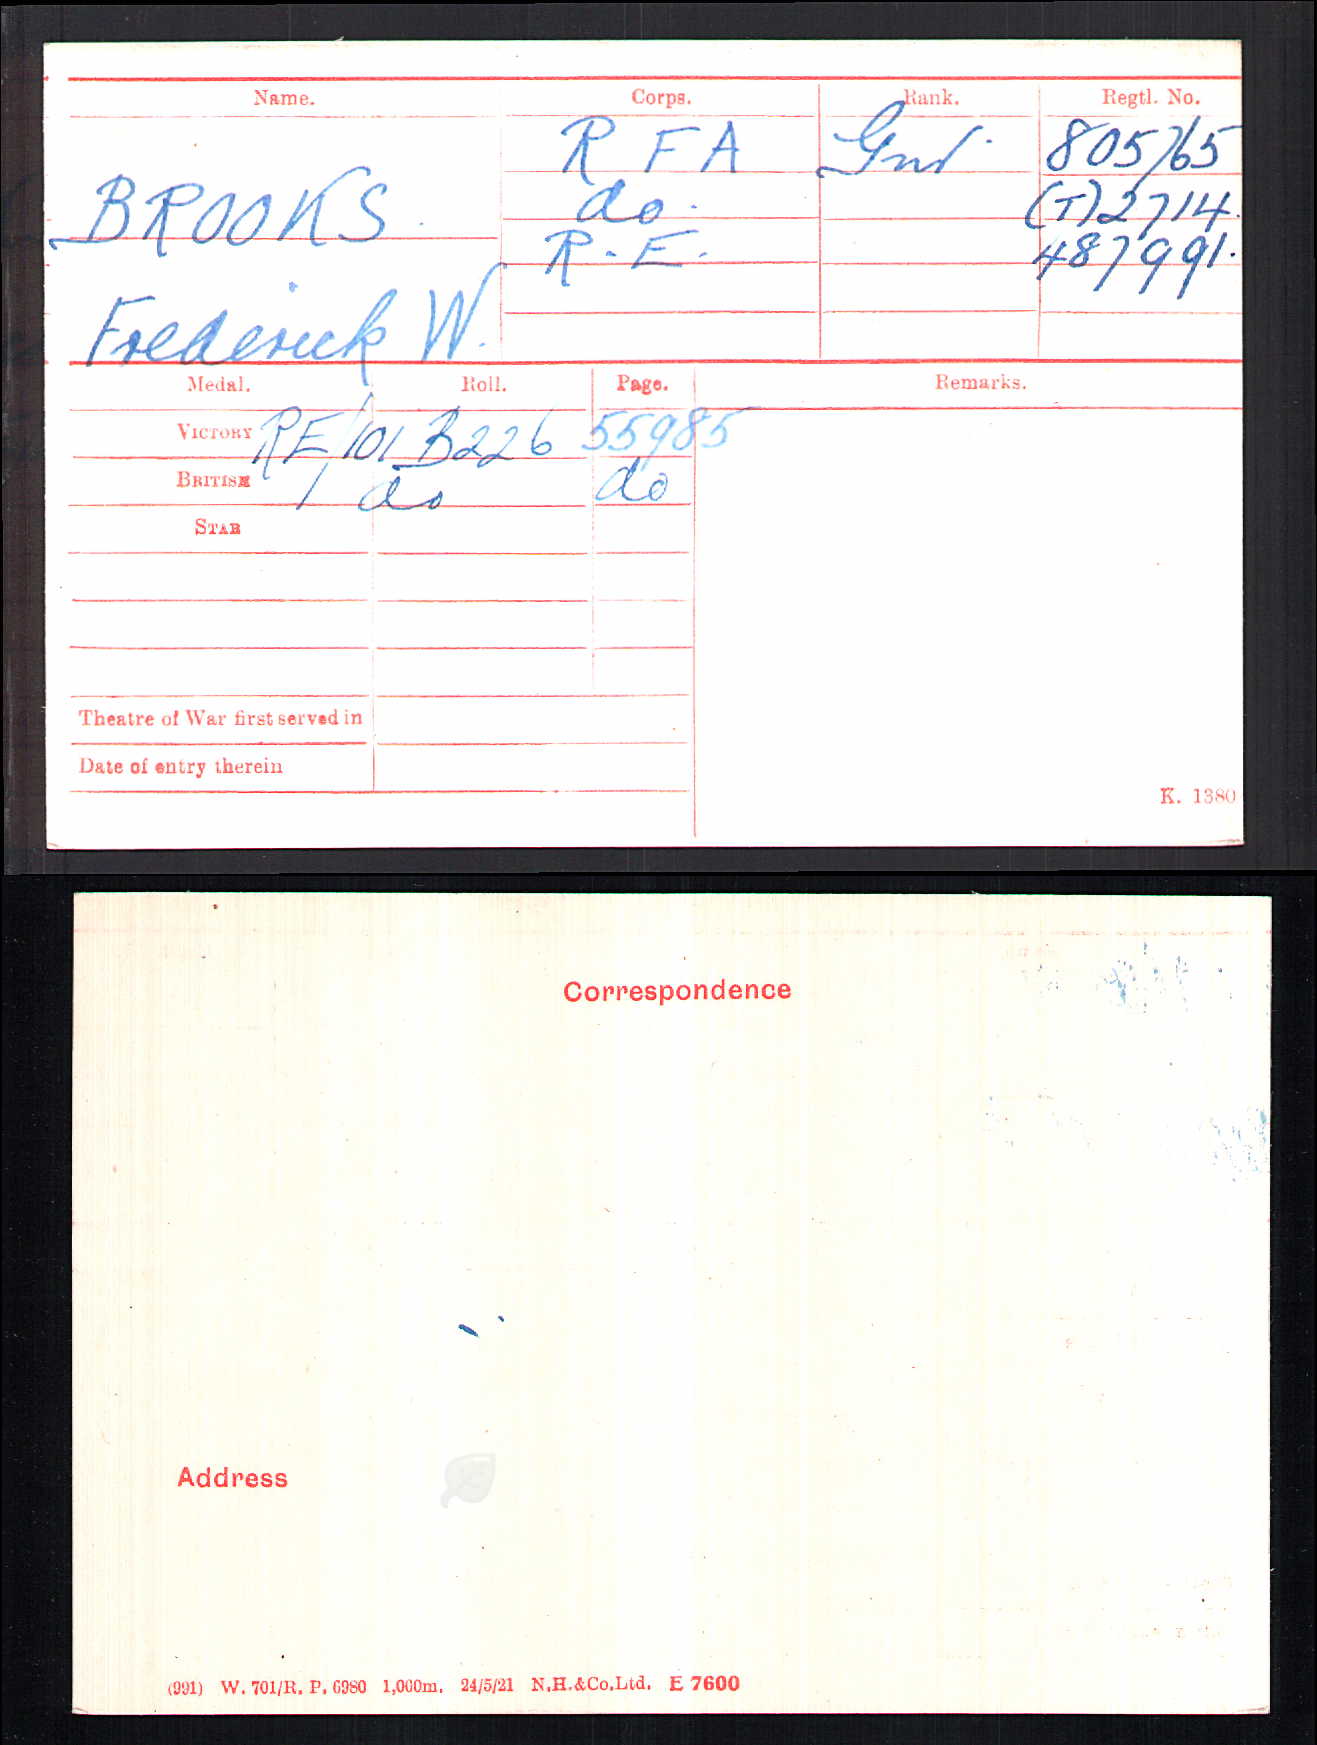 Name. Corps. Rank. Regtl. No.
R F A Gnr. 805765
BROOKS. do. (T)2714.
R.E. 487991.
Frederick W.
Medal. Roll. Page. Remarks.
VICTORY RE/101 B226 55985
BRITISH do do
STAR
Theatre of War first served in
Date of entry therein
K. 1380
Correspondence
Address
(991) W. 701/R. P. 6980 1,000m. 24/5/21 N.H.&Co.Ltd. E 7600